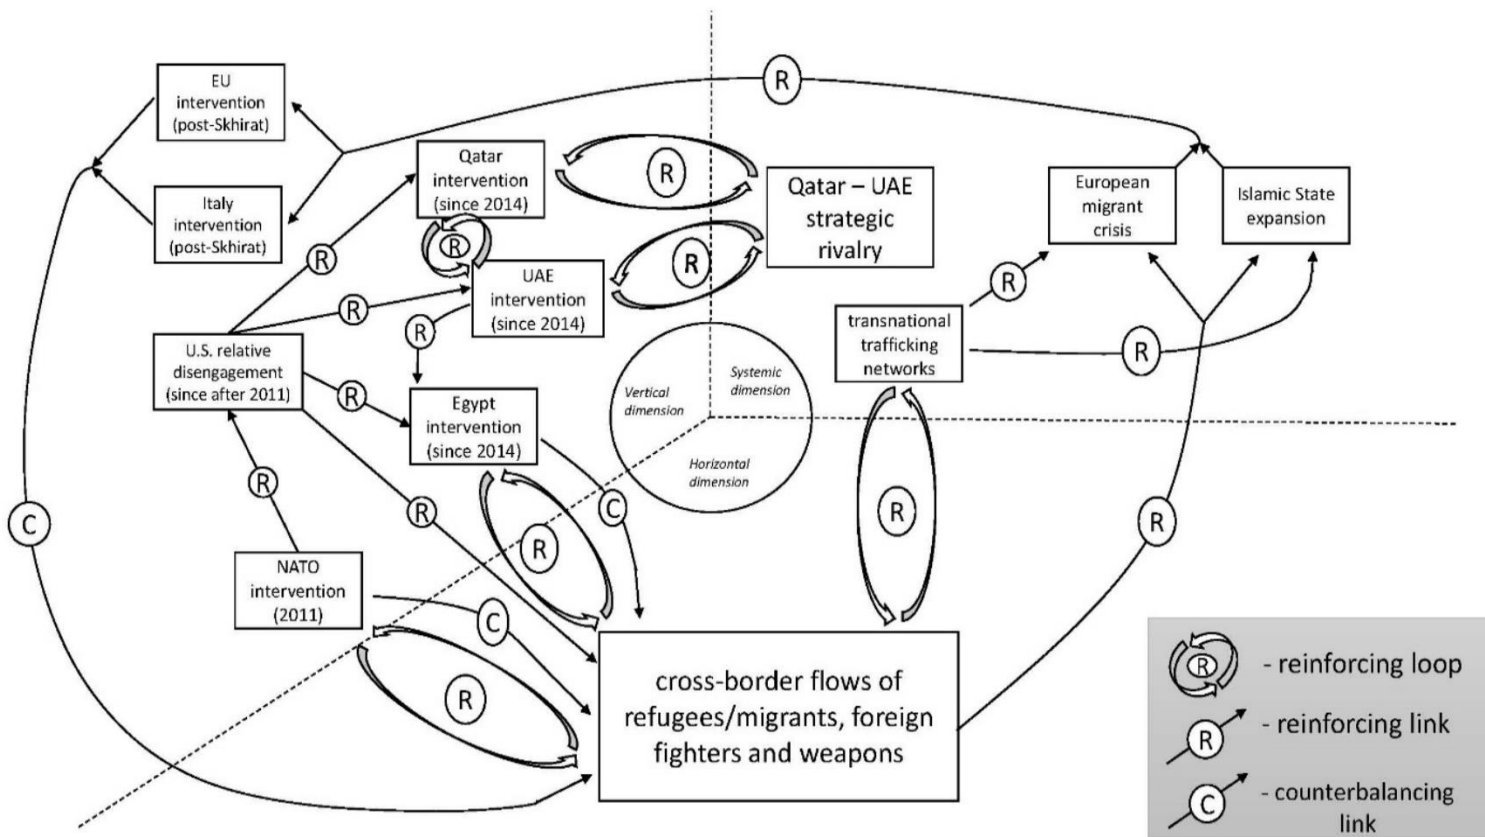 EU
intervention
(post-Skhirat)
Italy
intervention
(post-Skhirat)
R
Qatar
intervention
(since 2014)
R
Qatar – UAE
strategic
rivalry
European
migrant
crisis
Islamic State
expansion
R
R
R
UAE
intervention
(since 2014)
R
R
R
transnational
trafficking
networks
R
U.S. relative
disengagement
(since after 2011)
R
Egypt
intervention
(since 2014)
Vertical
dimension
Systemic
dimension
Horizontal
dimension
R
R
C
R
R
R
C
NATO
intervention
(2011)
C
R
cross-border flows of
refugees/migrants, foreign
fighters and weapons
R
- reinforcing loop
R
- reinforcing link
C
- counterbalancing
link